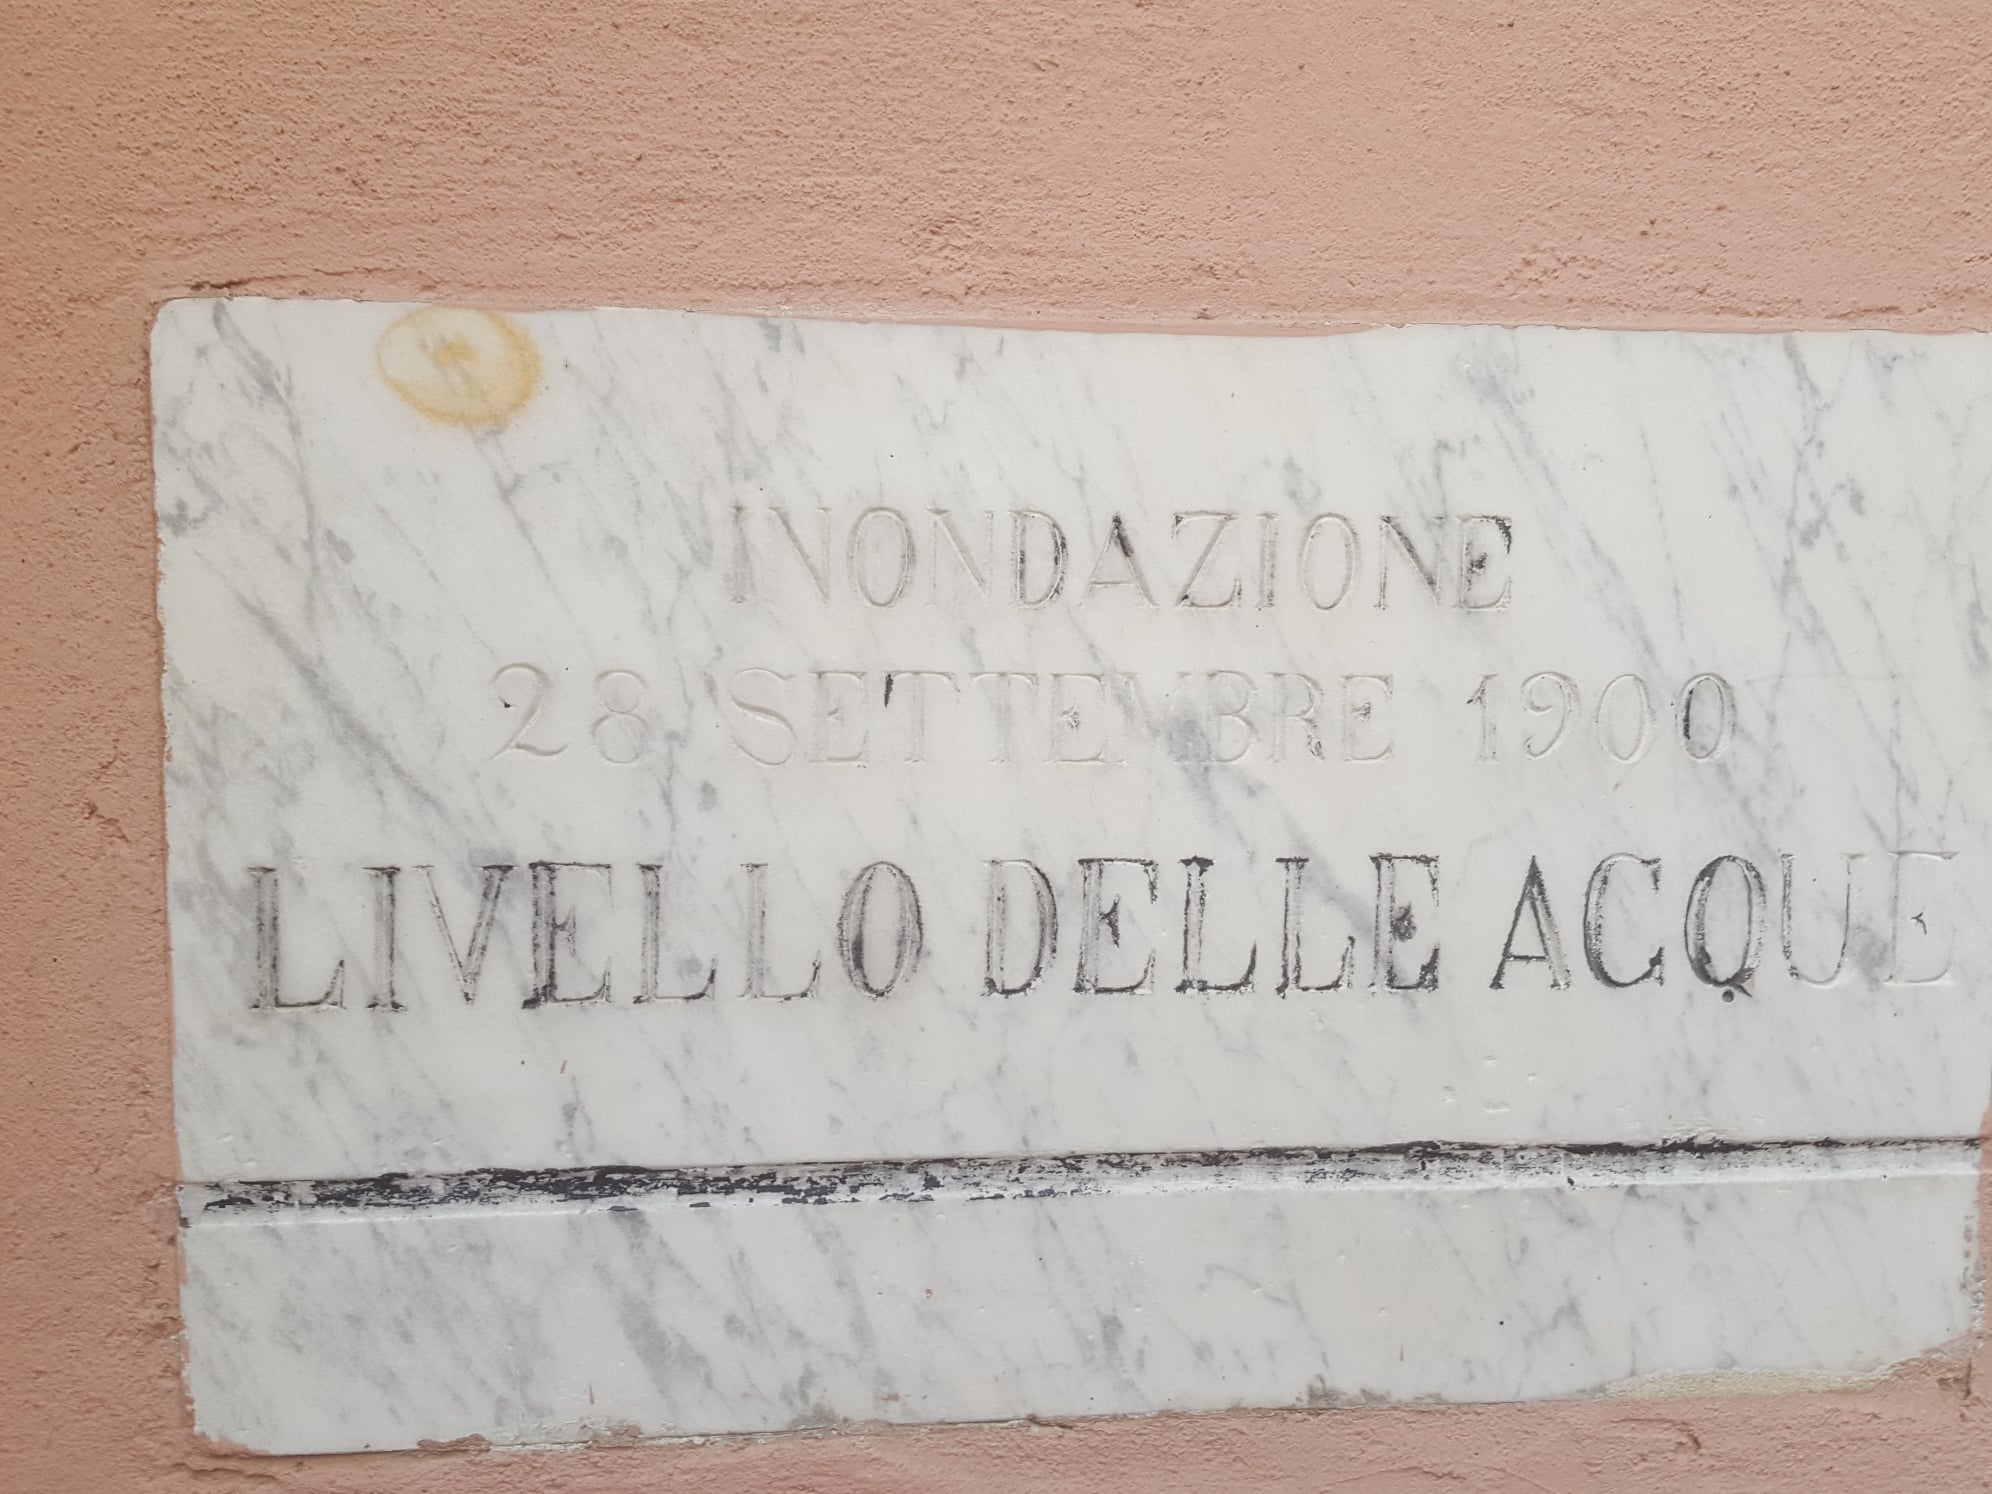 INONDAZIONE
28 SETTEMBRE 1900
LIVELLO DELLE ACQUE